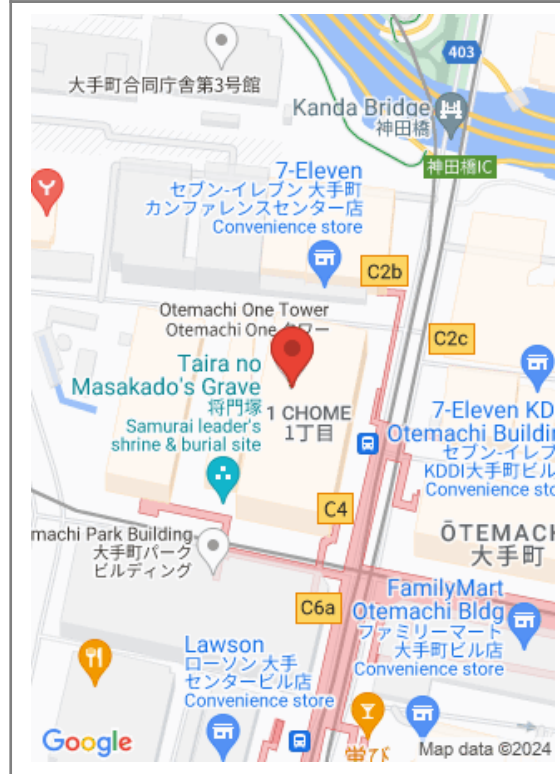 403
大手町合同庁舎第3号館
Kanda Bridge
神田橋
神田橋IC
7-Eleven
セブン-イレブン 大手町
カンファレンスセンター店
Convenience store
C2b
Otemachi One Tower
Otemachi One
C2c
Taira no
Masakado's Grave
将門塚
Samurai leader's
shrine & burial site
1 CHOME
1丁目
7-Eleven KD
Otemachi Buildin
セブン-イレブ
KDDI大手町ビル
Convenience sto
C4
ŌTEMACH
大手町
machi Park Building
大手町パーク
ビルディング
C6a
FamilyMart
Otemachi Bldg
ファミリーマート
大手町ビル店
Convenience store
Lawson
ローソン 大手
センタービル店
Convenience store
Google
Map data ©2024